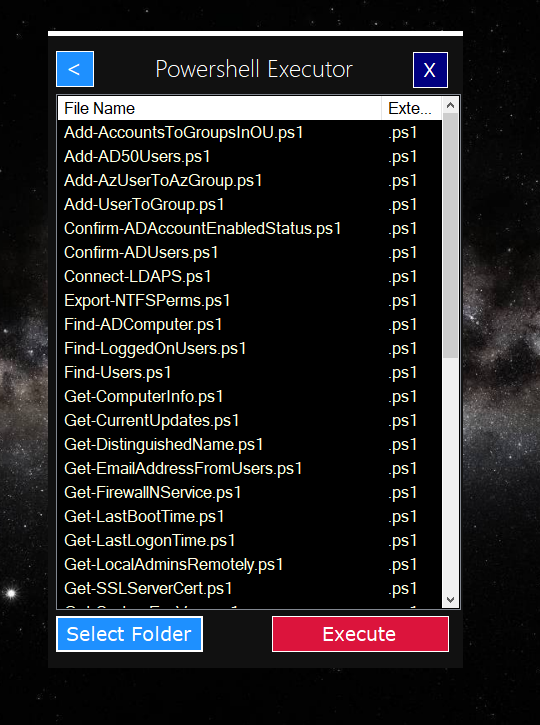 < Powershell Executor X
File Name Exte...
Add-AccountsToGroupsInOU.ps1 .ps1
Add-AD50Users.ps1 .ps1
Add-AzUserToAzGroup.ps1 .ps1
Add-UserToGroup.ps1 .ps1
Confirm-ADAccountEnabledStatus.ps1 .ps1
Confirm-ADUsers.ps1 .ps1
Connect-LDAPS.ps1 .ps1
Export-NTFSPerms.ps1 .ps1
Find-ADComputer.ps1 .ps1
Find-LoggedOnUsers.ps1 .ps1
Find-Users.ps1 .ps1
Get-ComputerInfo.ps1 .ps1
Get-CurrentUpdates.ps1 .ps1
Get-DistinguishedName.ps1 .ps1
Get-EmailAddressFromUsers.ps1 .ps1
Get-FirewallNService.ps1 .ps1
Get-LastBootTime.ps1 .ps1
Get-LastLogonTime.ps1 .ps1
Get-LocalAdminsRemotely.ps1 .ps1
Get-SSLServerCert.ps1 .ps1
Select Folder Execute